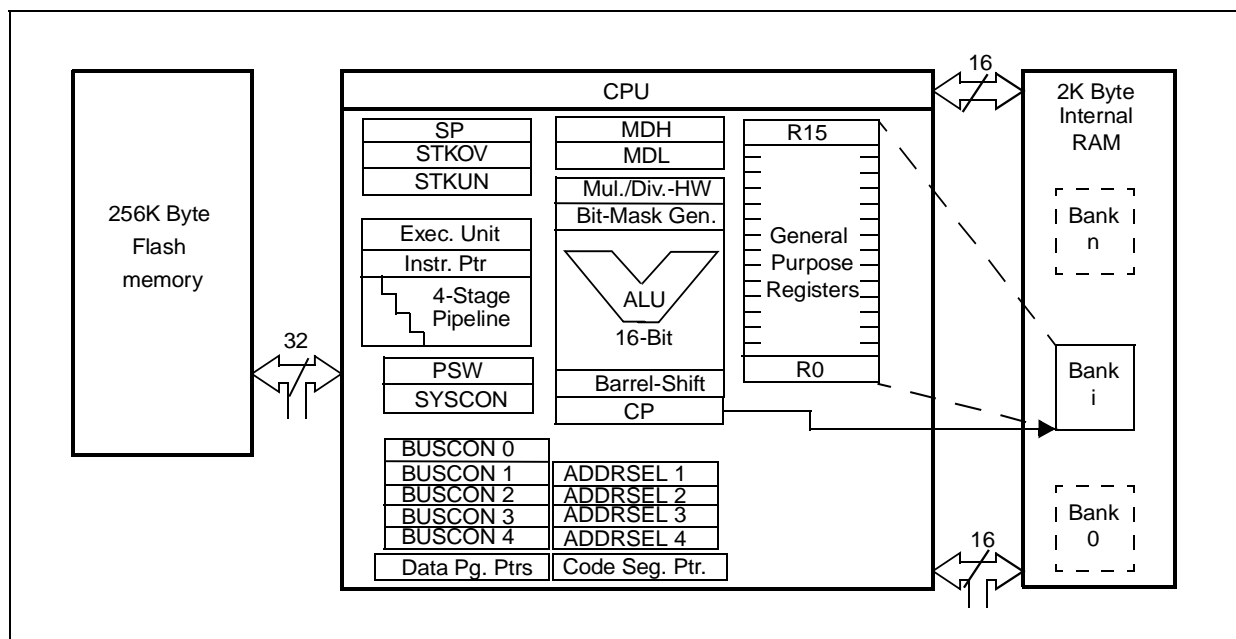 256K Byte
Flash
memory
32
CPU
SP
STKOV
STKUN
Exec. Unit
Instr. Ptr
4-Stage
Pipeline
PSW
SYSCON
BUSCON 0
BUSCON 1
BUSCON 2
BUSCON 3
BUSCON 4
Data Pg. Ptrs
MDH
MDL
Mul./Div.-HW
Bit-Mask Gen.
ALU
16-Bit
Barrel-Shift
CP
ADDRSEL 1
ADDRSEL 2
ADDRSEL 3
ADDRSEL 4
Code Seg. Ptr.
R15
General
Purpose
Registers
R0
16
16
2K Byte
Internal
RAM
Bank
n
Bank
i
Bank
0